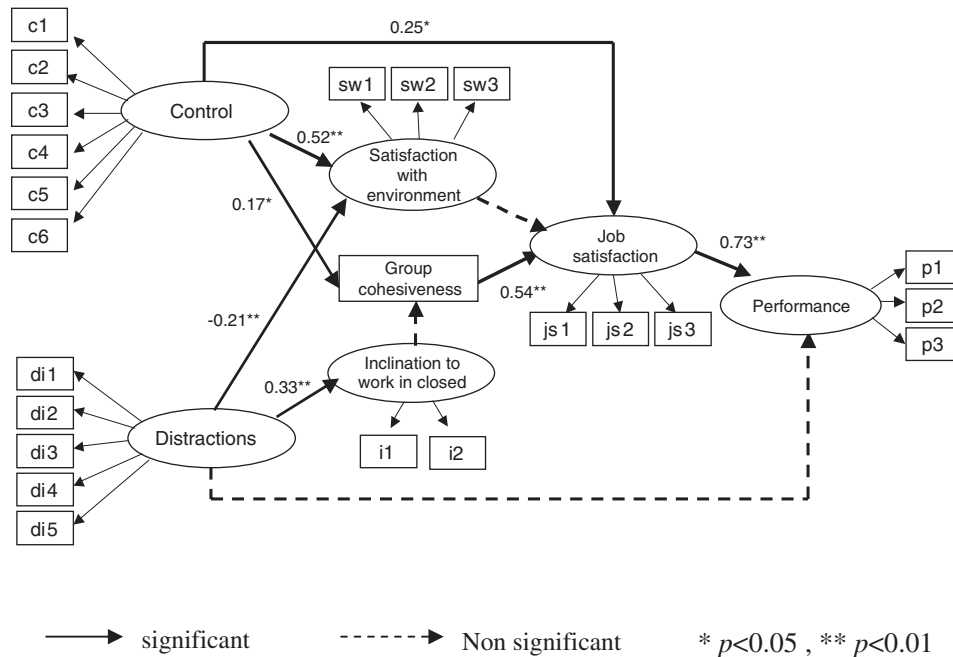 c1
c2
c3
c4
c5
c6
Control
0.25*
sw1
sw2
sw3
0.52**
Satisfaction
with
environment
0.17*
Job
satisfaction
0.73**
Group
cohesiveness
0.54**
js1
js2
js3
Performance
p1
p2
p3
-0.21**
Inclination to
work in closed
0.33**
i1
i2
di1
di2
di3
di4
di5
Distractions
significant
Non significant
* p<0.05 , ** p<0.01